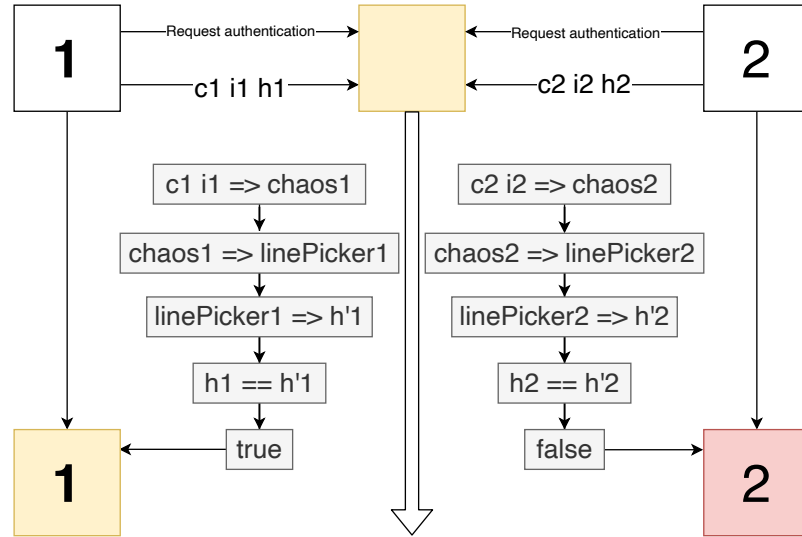 1
Request authentication
Request authentication
2
c1 i1 h1
c2 i2 h2
c1 i1 => chaos1
c2 i2 => chaos2
chaos1 => linePicker1
chaos2 => linePicker2
linePicker1 => h'1
linePicker2 => h'2
h1 == h'1
h2 == h'2
true
false
1
2